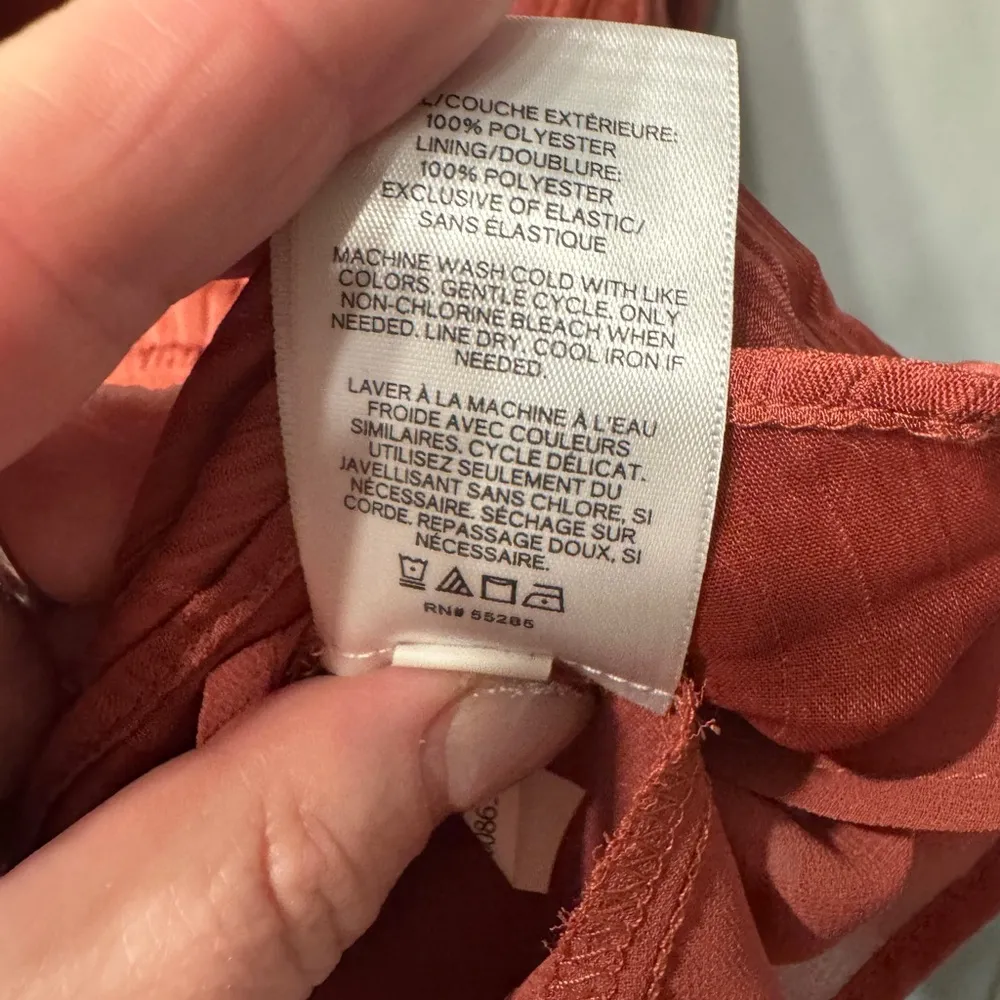 /COUCHE EXTÉRIEURE:
100% POLYESTER
LINING/DOUBLURE:
100% POLYESTER
EXCLUSIVE OF ELASTIC/
SANS ÉLASTIQUE
MACHINE WASH COLD WITH LIKE
COLORS. GENTLE CYCLE. ONLY
NON-CHLORINE BLEACH WHEN
NEEDED. LINE DRY. COOL IRON IF
NEEDED.
LAVER À LA MACHINE À L'EAU
FROIDE AVEC COULEURS
SIMILAIRES. CYCLE DÉLICAT.
UTILISEZ SEULEMENT DU
JAVELLISANT SANS CHLORE, SI
NÉCESSAIRE. SÉCHAGE SUR
CORDE. REPASSAGE DOUX, SI
NÉCESSAIRE.
RN# 55285